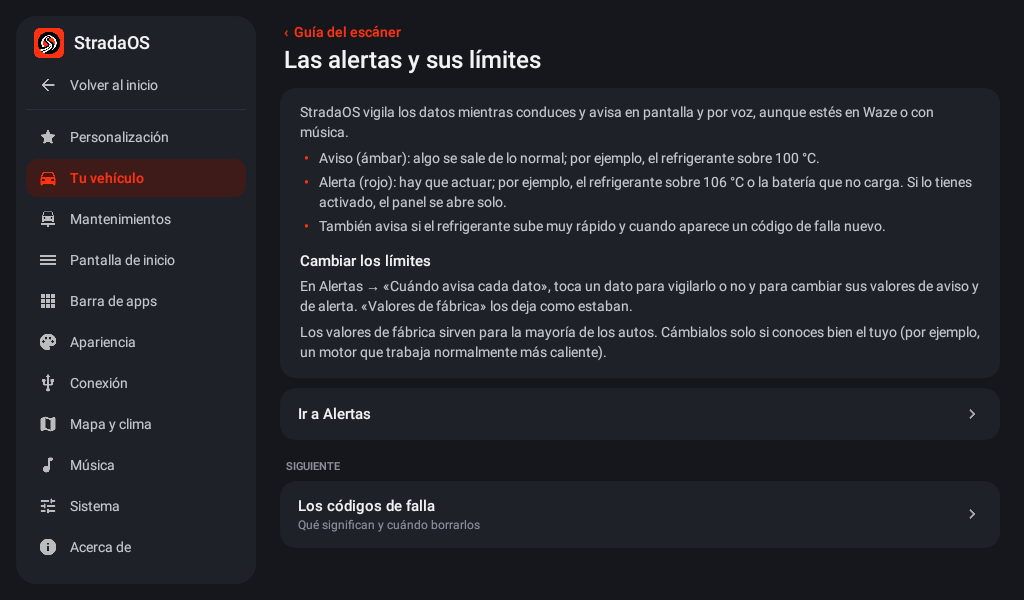 StradaOS
Volver al inicio
Personalización
Tu vehículo
Mantenimientos
Pantalla de inicio
Barra de apps
Apariencia
Conexión
Mapa y clima
Música
Sistema
Acerca de
‹ Guía del escáner
Las alertas y sus límites
StradaOS vigila los datos mientras conduces y avisa en pantalla y por voz, aunque estés en Waze o con
música.
• Aviso (ámbar): algo se sale de lo normal; por ejemplo, el refrigerante sobre 100 °C.
• Alerta (rojo): hay que actuar; por ejemplo, el refrigerante sobre 106 °C o la batería que no carga. Si lo tienes
activado, el panel se abre solo.
• También avisa si el refrigerante sube muy rápido y cuando aparece un código de falla nuevo.
Cambiar los límites
En Alertas → «Cuándo avisa cada dato», toca un dato para vigilarlo o no y para cambiar sus valores de aviso y
de alerta. «Valores de fábrica» los deja como estaban.
Los valores de fábrica sirven para la mayoría de los autos. Cámbialos solo si conoces bien el tuyo (por ejemplo,
un motor que trabaja normalmente más caliente).
Ir a Alertas
SIGUIENTE
Los códigos de falla
Qué significan y cuándo borrarlos